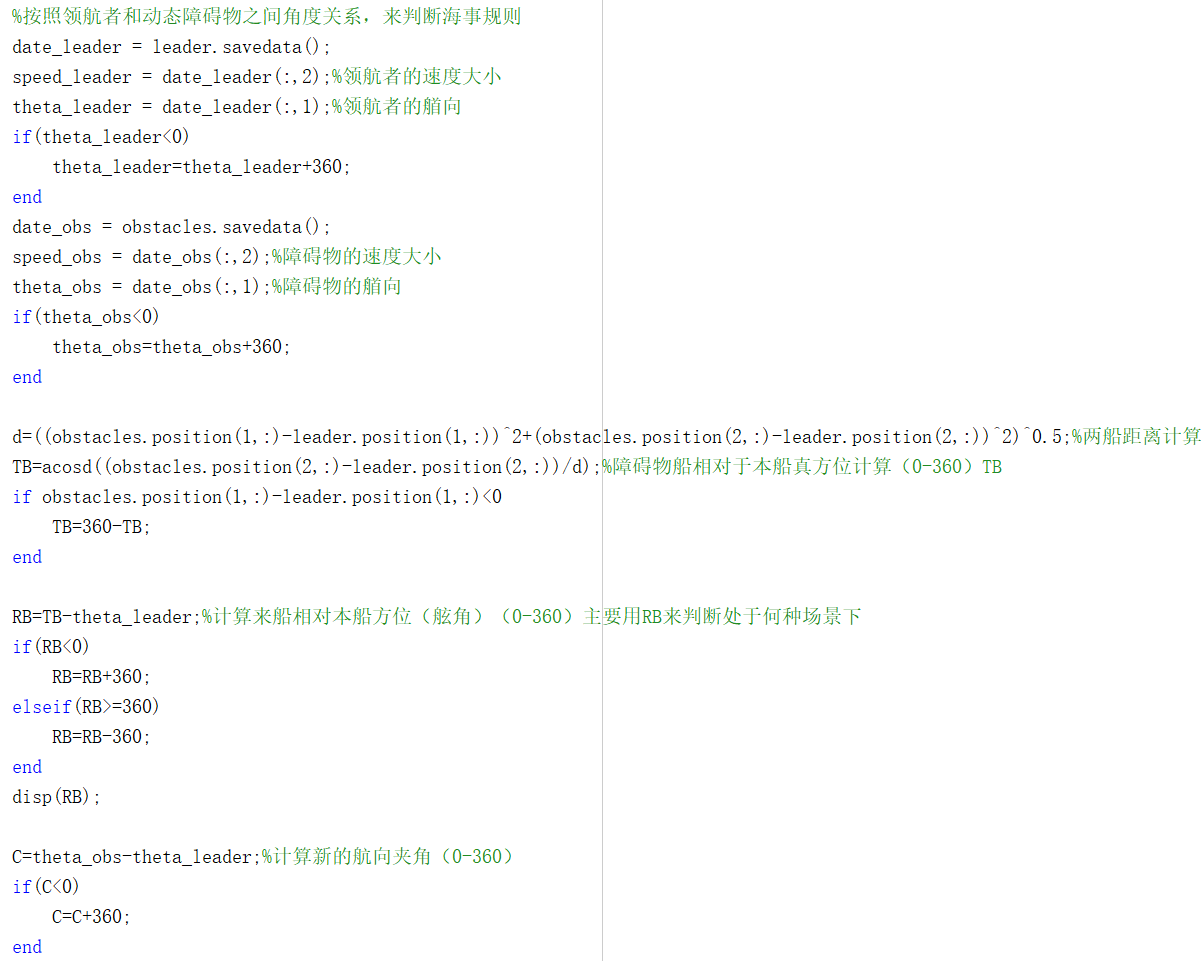 %按照领航者和动态障碍物之间角度关系，来判断海事规则
date_leader = leader.savedata();
speed_leader = date_leader(:,2);%领航者的速度大小
theta_leader = date_leader(:,1);%领航者的艏向
if(theta_leader<0)
    theta_leader=theta_leader+360;
end
date_obs = obstacles.savedata();
speed_obs = date_obs(:,2);%障碍物的速度大小
theta_obs = date_obs(:,1);%障碍物的艏向
if(theta_obs<0)
    theta_obs=theta_obs+360;
end
d=((obstacles.position(1,:)-leader.position(1,:))^2+(obstacles.position(2,:)-leader.position(2,:))^2)^0.5;%两船距离计算
TB=acosd((obstacles.position(2,:)-leader.position(2,:))/d);%障碍物船相对于本船真方位计算（0-360）TB
if obstacles.position(1,:)-leader.position(1,:)<0
    TB=360-TB;
end
RB=TB-theta_leader;%计算来船相对本船方位（舷角）（0-360）主要用RB来判断处于何种场景下
if(RB<0)
    RB=RB+360;
elseif(RB>=360)
    RB=RB-360;
end
disp(RB);
C=theta_obs-theta_leader;%计算新的航向夹角（0-360）
if(C<0)
    C=C+360;
end